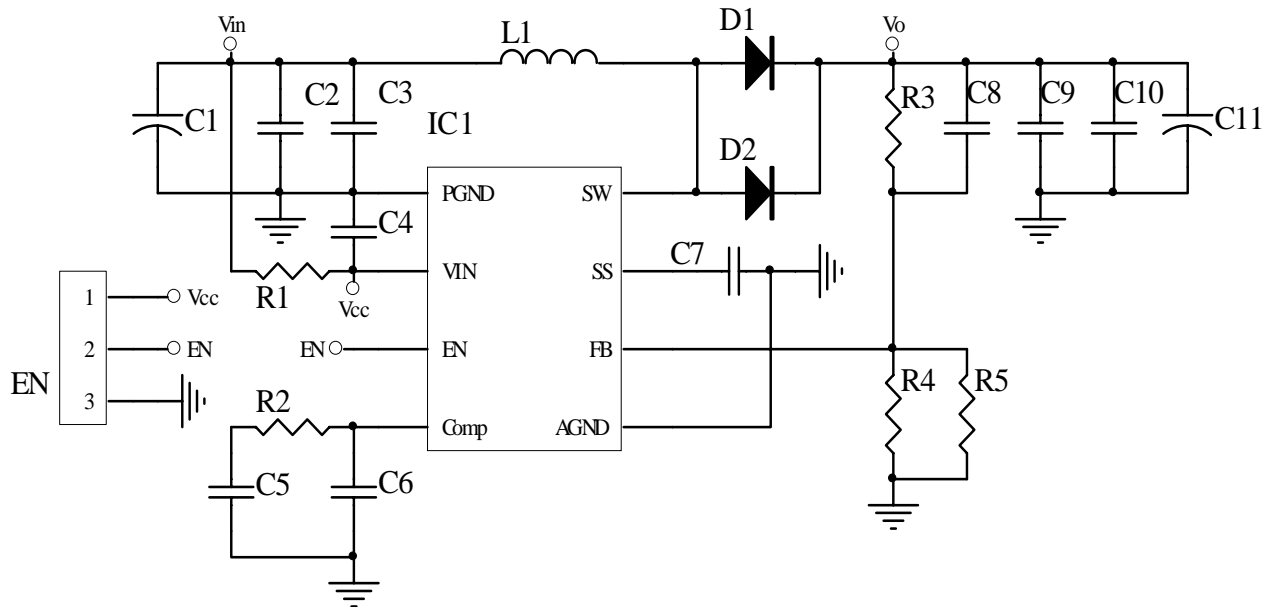 Vin
L1
D1
Vo
C1
C2
C3
R3
C8
C9
C10
C11
IC1
D2
PGND
SW
C4
R1
VIN
SS
C7
Vcc
1
Vcc
2
EN
EN
EN
FB
EN
3
R4
R5
R2
Comp
AGND
C5
C6